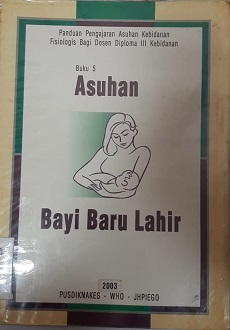 Panduan Pengajaran Asuhan Kebidanan
Fisiologis Bagi Dosen Diploma III Kebidanan
Buku 5
Asuhan
Bayi Baru Lahir
2003
PUSDIKNAKES - WHO - JHPIEGO